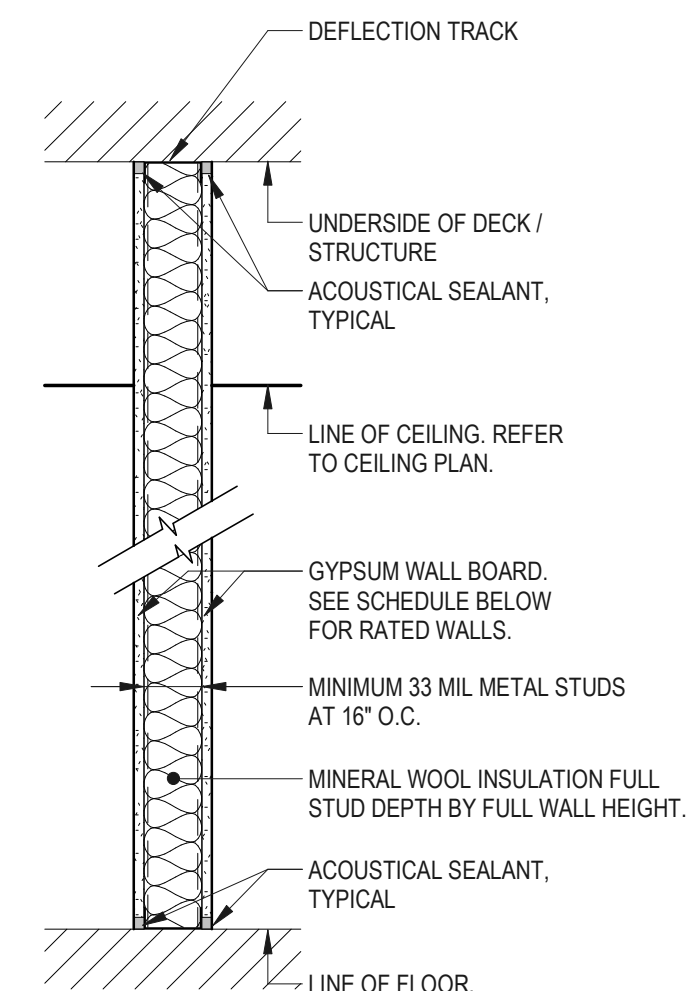 DEFLECTION TRACK
UNDERSIDE OF DECK /
STRUCTURE
ACOUSTICAL SEALANT,
TYPICAL
LINE OF CEILING. REFER
TO CEILING PLAN.
GYPSUM WALL BOARD.
SEE SCHEDULE BELOW
FOR RATED WALLS.
MINIMUM 33 MIL METAL STUDS
AT 16" O.C.
MINERAL WOOL INSULATION FULL
STUD DEPTH BY FULL WALL HEIGHT.
ACOUSTICAL SEALANT,
TYPICAL
LINE OF FLOOR.